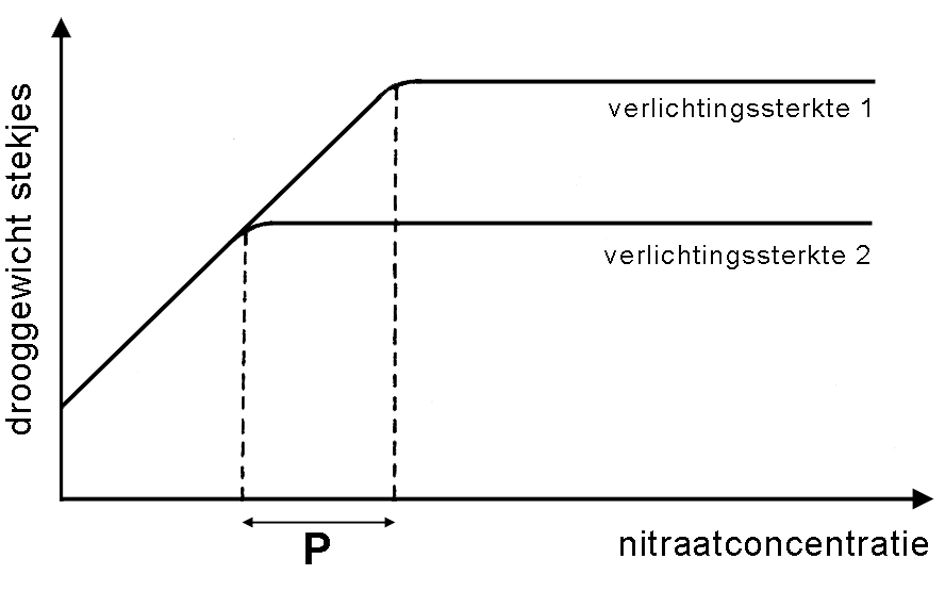 drooggewicht stekjes
verlichtingssterkte 1
verlichtingssterkte 2
P
nitraatconcentratie